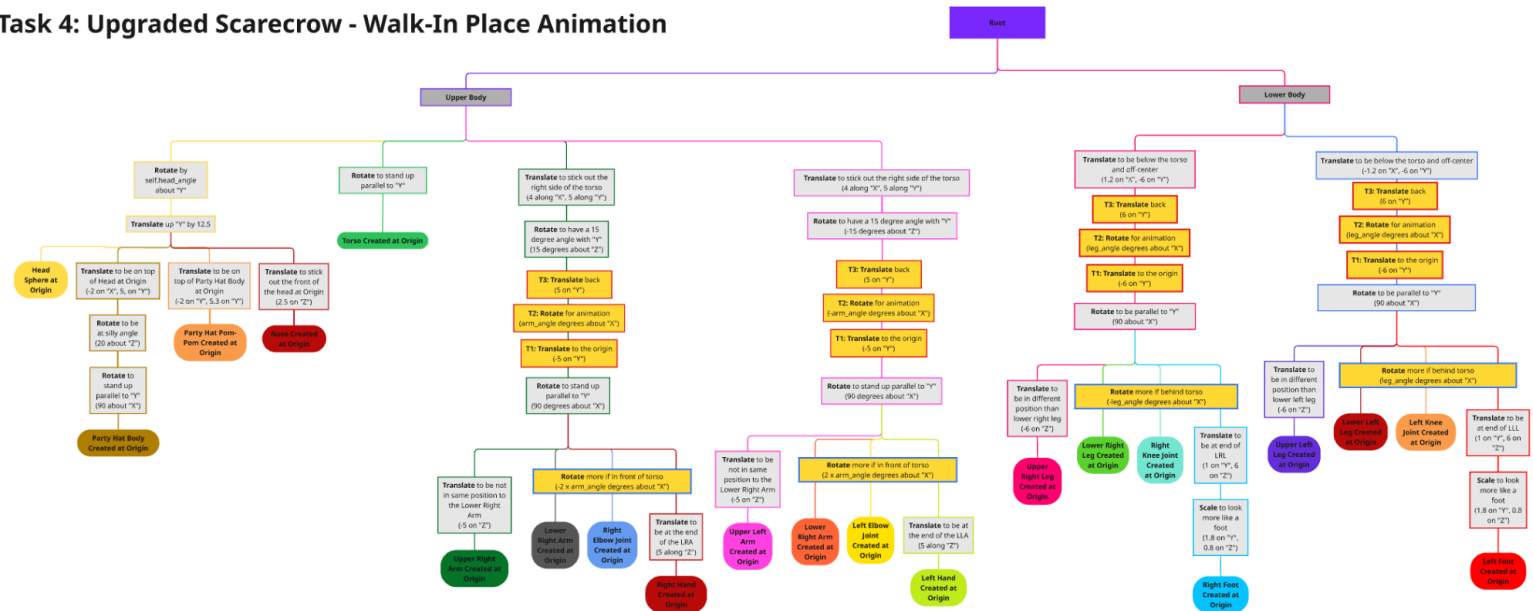 Task 4: Upgraded Scarecrow - Walk-In Place Animation
Root
Upper Body
Lower Body
Rotate by
self.head_angle
about "Y"
Translate up "Y" by 12.5
Head
Sphere at
Origin
Translate to be on top
of Head at Origin
(-2 on "X", 5, on "Y")
Rotate to be
at silly angle
(20 about "Z")
Rotate to
stand up
parallel to "Y"
(90 about "X")
Party Hat Body
Created at Origin
Translate to be on
top of Party Hat Body
at Origin
(-2 on "Y", 5.3 on "Y")
Party Hat Pom-
Pom Created at
Origin
Translate to stick
out the front of
the head at Origin
(2.5 on "Z")
Nose Created
at Origin
Rotate to stand up
parallel to "Y"
Torso Created at Origin
Translate to stick out the
right side of the torso
(4 along "X", 5 along "Y")
Rotate to have a 15
degree angle with "Y"
(15 degrees about "Z")
T3: Translate back
(5 on "Y")
T2: Rotate for animation
(arm_angle degrees about "X")
T1: Translate to the origin
(-5 on "Y")
Rotate to stand up
parallel to "Y"
(90 degrees about "X")
Translate to be not
in same position to
the Lower Right
Arm
(-5 on "Z")
Upper Right
Arm Created at
Origin
Rotate more if in front of torso
(-2 x arm_angle degrees about "X")
Lower
Right Arm
Created at
Origin
Right
Elbow Joint
Created at
Origin
Translate to
be at the end
of the LRA
(5 along "Z")
Right Hand
Created at
Origin
Translate to stick out the right side of the torso
(4 along "X", 5 along "Y")
Rotate to have a 15 degree angle with "Y"
(-15 degrees about "Z")
T3: Translate back
(5 on "Y")
T2: Rotate for animation
(-arm_angle degrees about "X")
T1: Translate to the origin
(-5 on "Y")
Rotate to stand up parallel to "Y"
(90 degrees about "X")
Translate to be
not in same
position to the
Lower Right Arm
(-5 on "Z")
Upper Left
Arm
Created at
Origin
Rotate more if in front of torso
(2 x arm_angle degrees about "X")
Lower
Right Arm
Created at
Origin
Left Elbow
Joint
Created at
Origin
Translate to be at
the end of the LLA
(5 along "Z")
Left Hand
Created at
Origin
Translate to be below the torso
and off-center
(1.2 on "X", -6 on "Y")
T3: Translate back
(6 on "Y")
T2: Rotate for animation
(leg_angle degrees about "X")
T1: Translate to the origin
(-6 on "Y")
Rotate to be parallel to "Y"
(90 about "X")
Translate to
be in different
position than
lower right leg
(-6 on "Z")
Upper
Right Leg
Created at
Origin
Rotate more if behind torso
(-leg_angle degrees about "X")
Lower Right
Leg Created
at Origin
Right
Knee Joint
Created
at Origin
Translate to
be at end of
LRL
(1 on "Y", 6
on "Z")
Scale to look
more like a
foot
(1.8 on "Y",
0.8 on "Z")
Right Foot
Created at
Origin
Translate to be below the torso and off-center
(-1.2 on "X", -6 on "Y")
T3: Translate back
(6 on "Y")
T2: Rotate for animation
(leg_angle degrees about "X")
T1: Translate to the origin
(-6 on "Y")
Rotate to be parallel to "Y"
(90 about "X")
Translate to
be in different
position than
lower left leg
(-6 on "Z")
Upper Left
Leg Created at
Origin
Rotate more if behind torso
(leg_angle degrees about "X")
Lower Left
Leg Created
at Origin
Left Knee
Joint Created
at Origin
Translate to be
at end of LLL
(1 on "Y", 6 on
"Z")
Scale to look
more like a
foot
(1.8 on "Y", 0.8
on "Z")
Left Foot
Created at
Origin